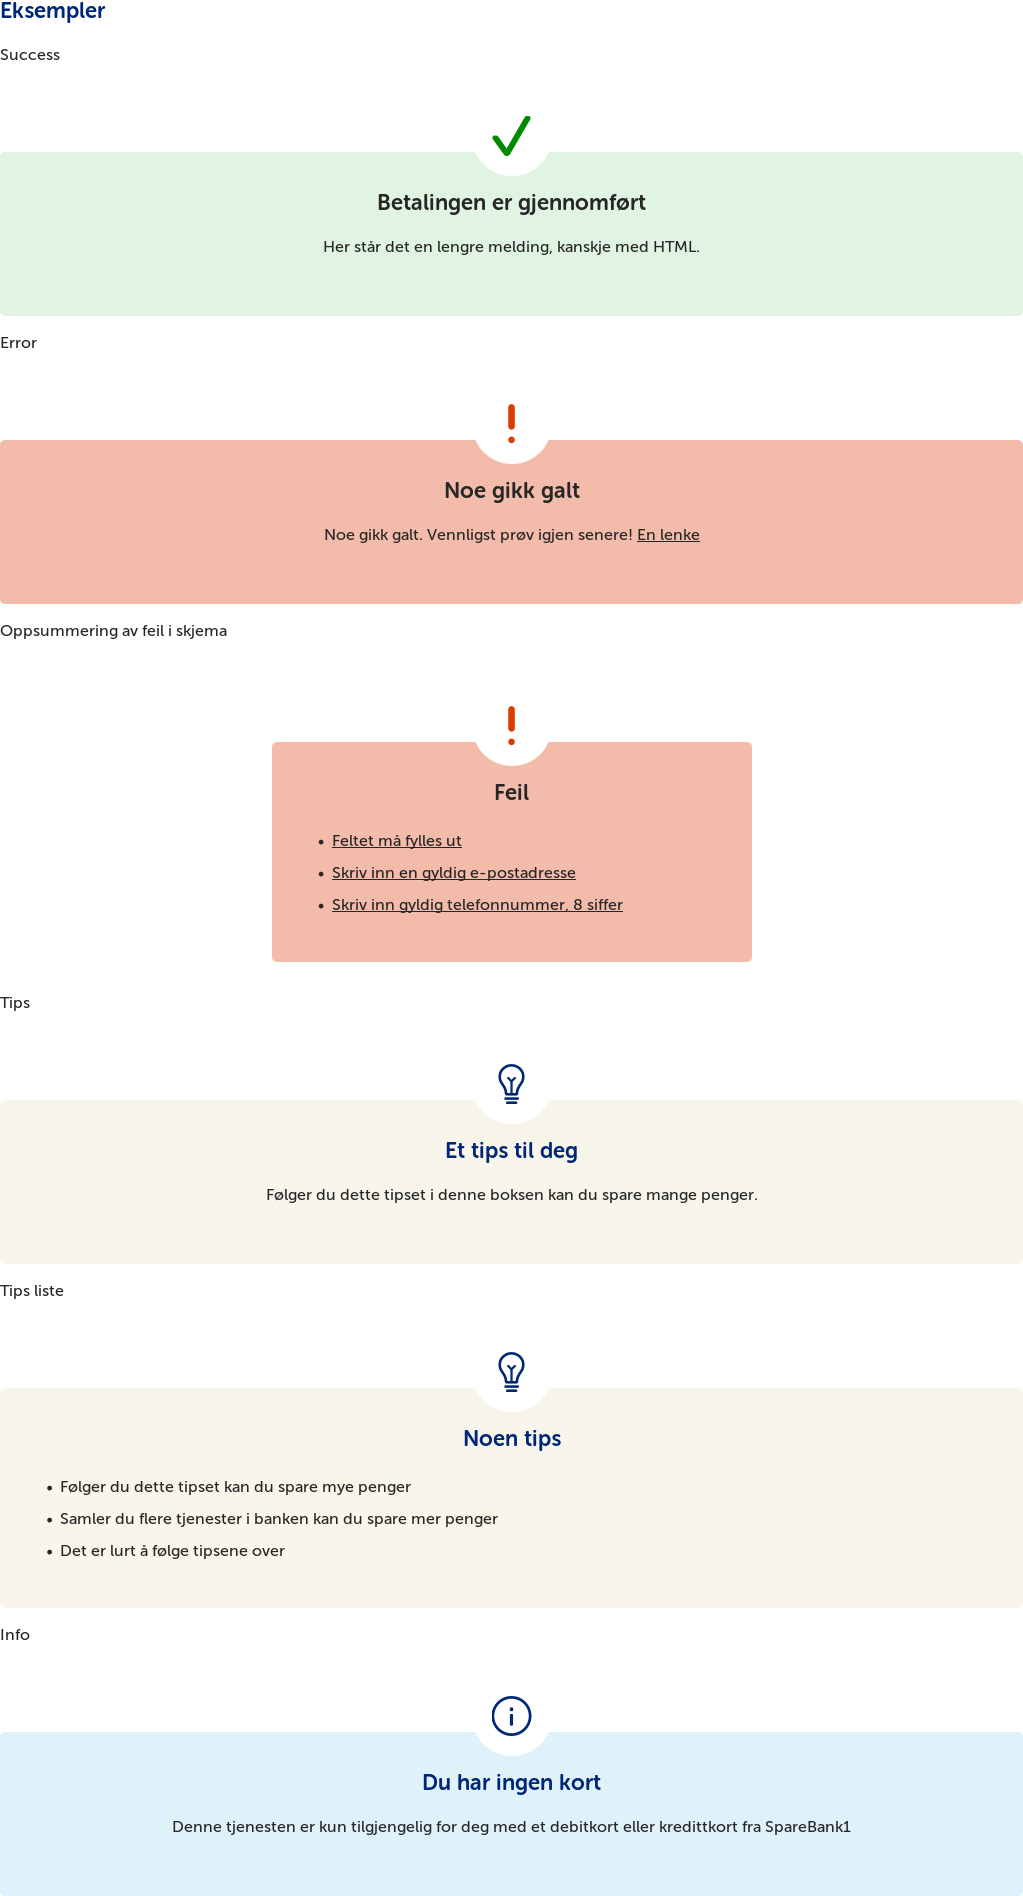 Eksempler
Success
Betalingen er gjennomført
Her står det en lengre melding, kanskje med HTML.
Error
Noe gikk galt
Noe gikk galt. Vennligst prøv igjen senere! En lenke
Oppsummering av feil i skjema
Feil
• Feltet må fylles ut
• Skriv inn en gyldig e-postadresse
• Skriv inn gyldig telefonnummer, 8 siffer
Tips
Et tips til deg
Følger du dette tipset i denne boksen kan du spare mange penger.
Tips liste
Noen tips
• Følger du dette tipset kan du spare mye penger
• Samler du flere tjenester i banken kan du spare mer penger
• Det er lurt å følge tipsene over
Info
Du har ingen kort
Denne tjenesten er kun tilgjengelig for deg med et debitkort eller kredittkort fra SpareBank1